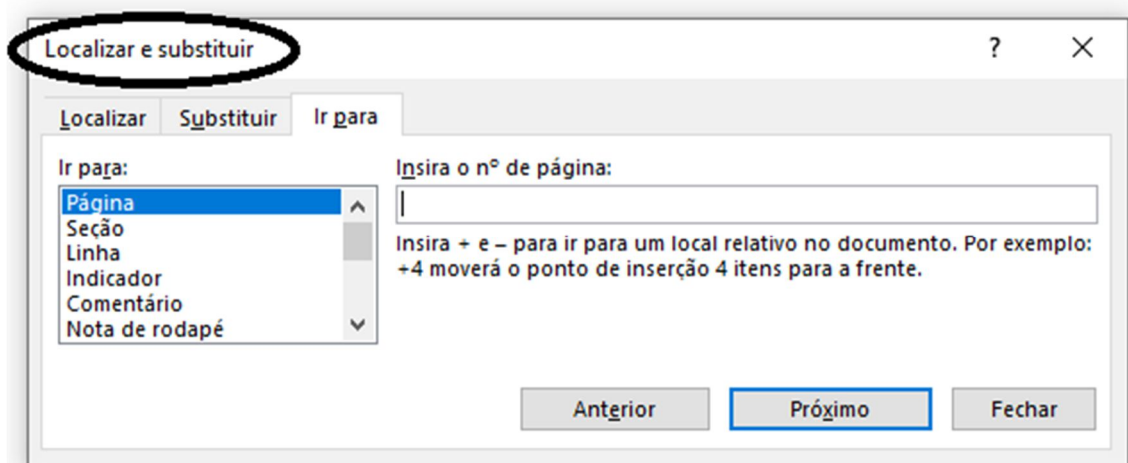 Localizar e substituir
?
Localizar Substituir Ir para
Ir para:
Página
Seção
Linha
Indicador
Comentário
Nota de rodapé
Insira o nº de página:
Insira + e – para ir para um local relativo no documento. Por exemplo:
+4 moverá o ponto de inserção 4 itens para a frente.
Anterior Próximo Fechar